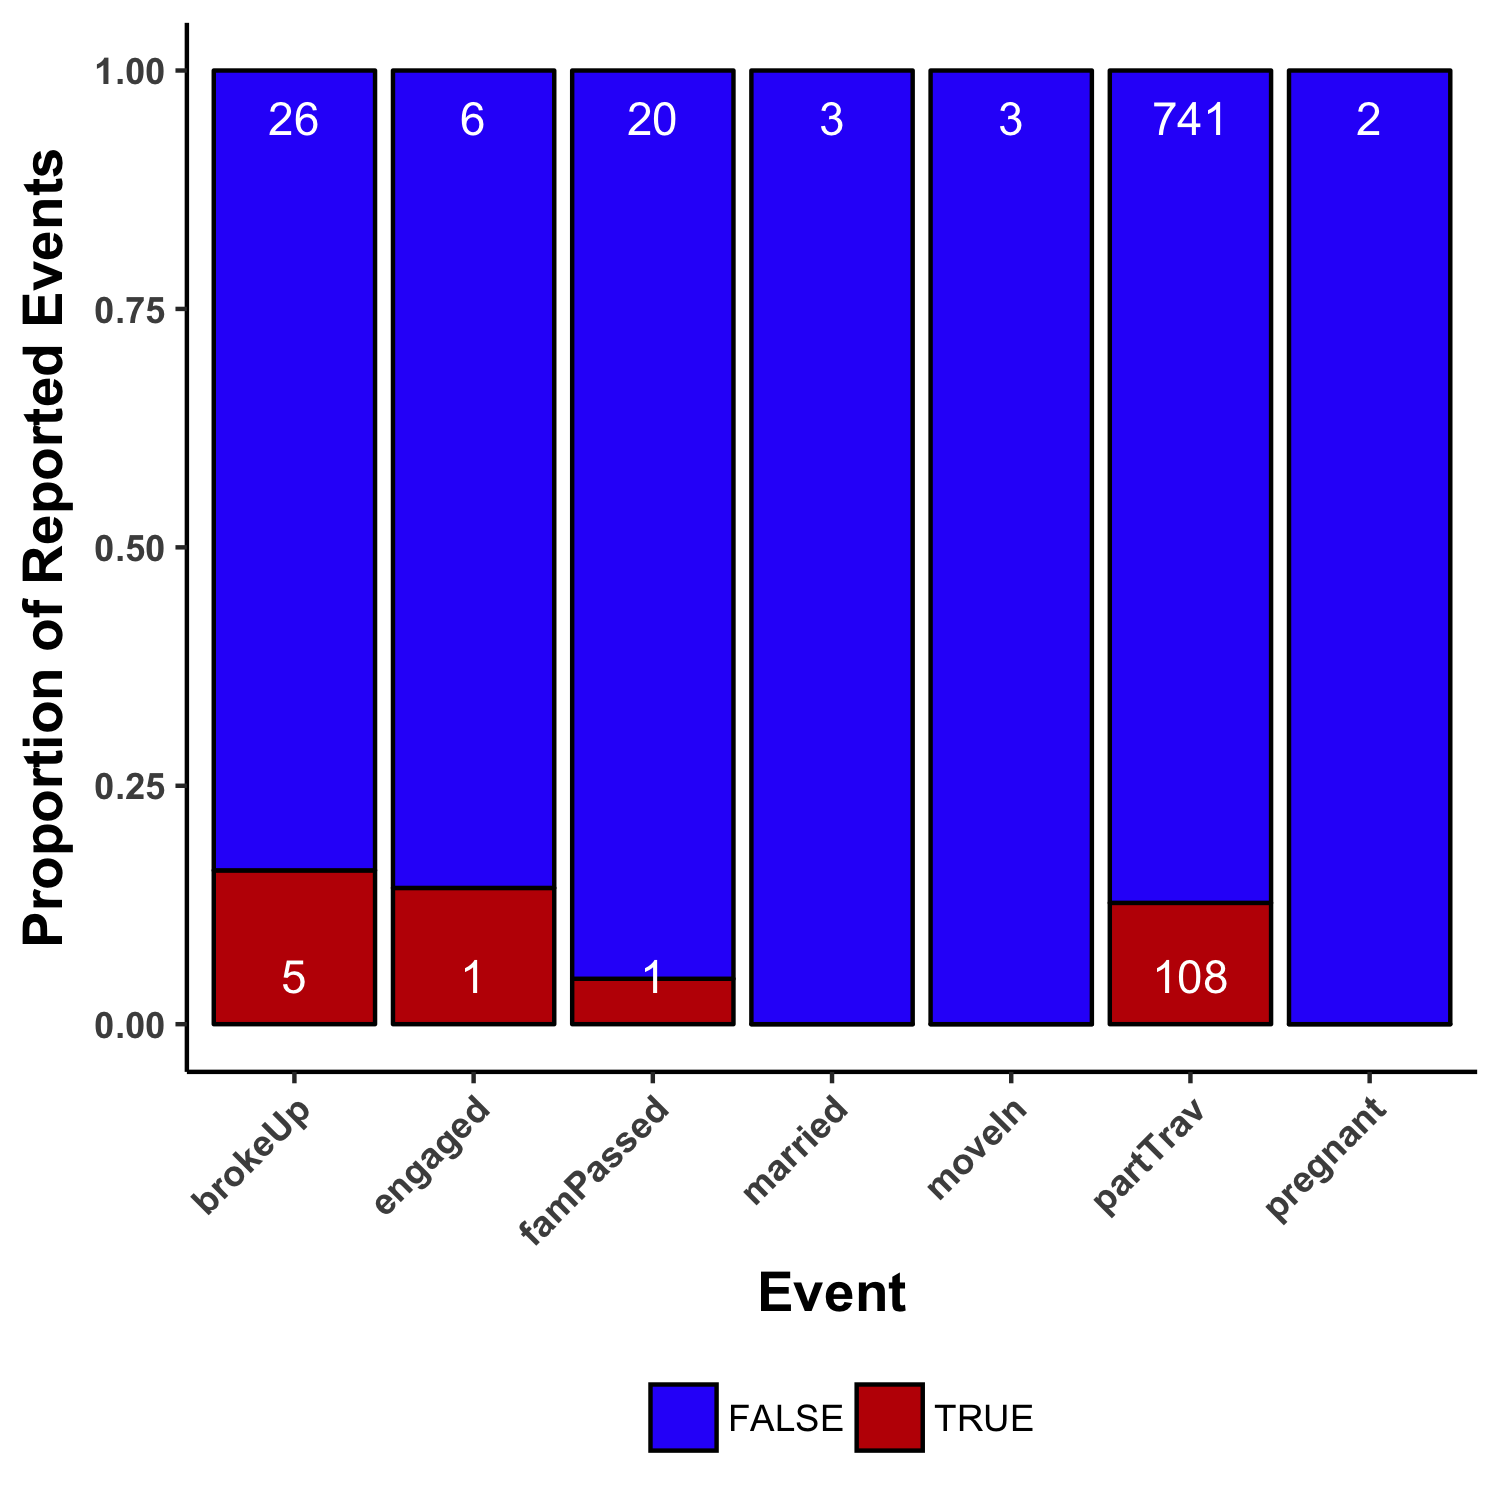 Proportion of Reported Events
1.00
0.75
0.50
0.25
0.00
26 6 20 3 3 741 2
5 1 1 108
brokeUp engaged famPassed married moveIn partTrav pregnant
Event
FALSE TRUE